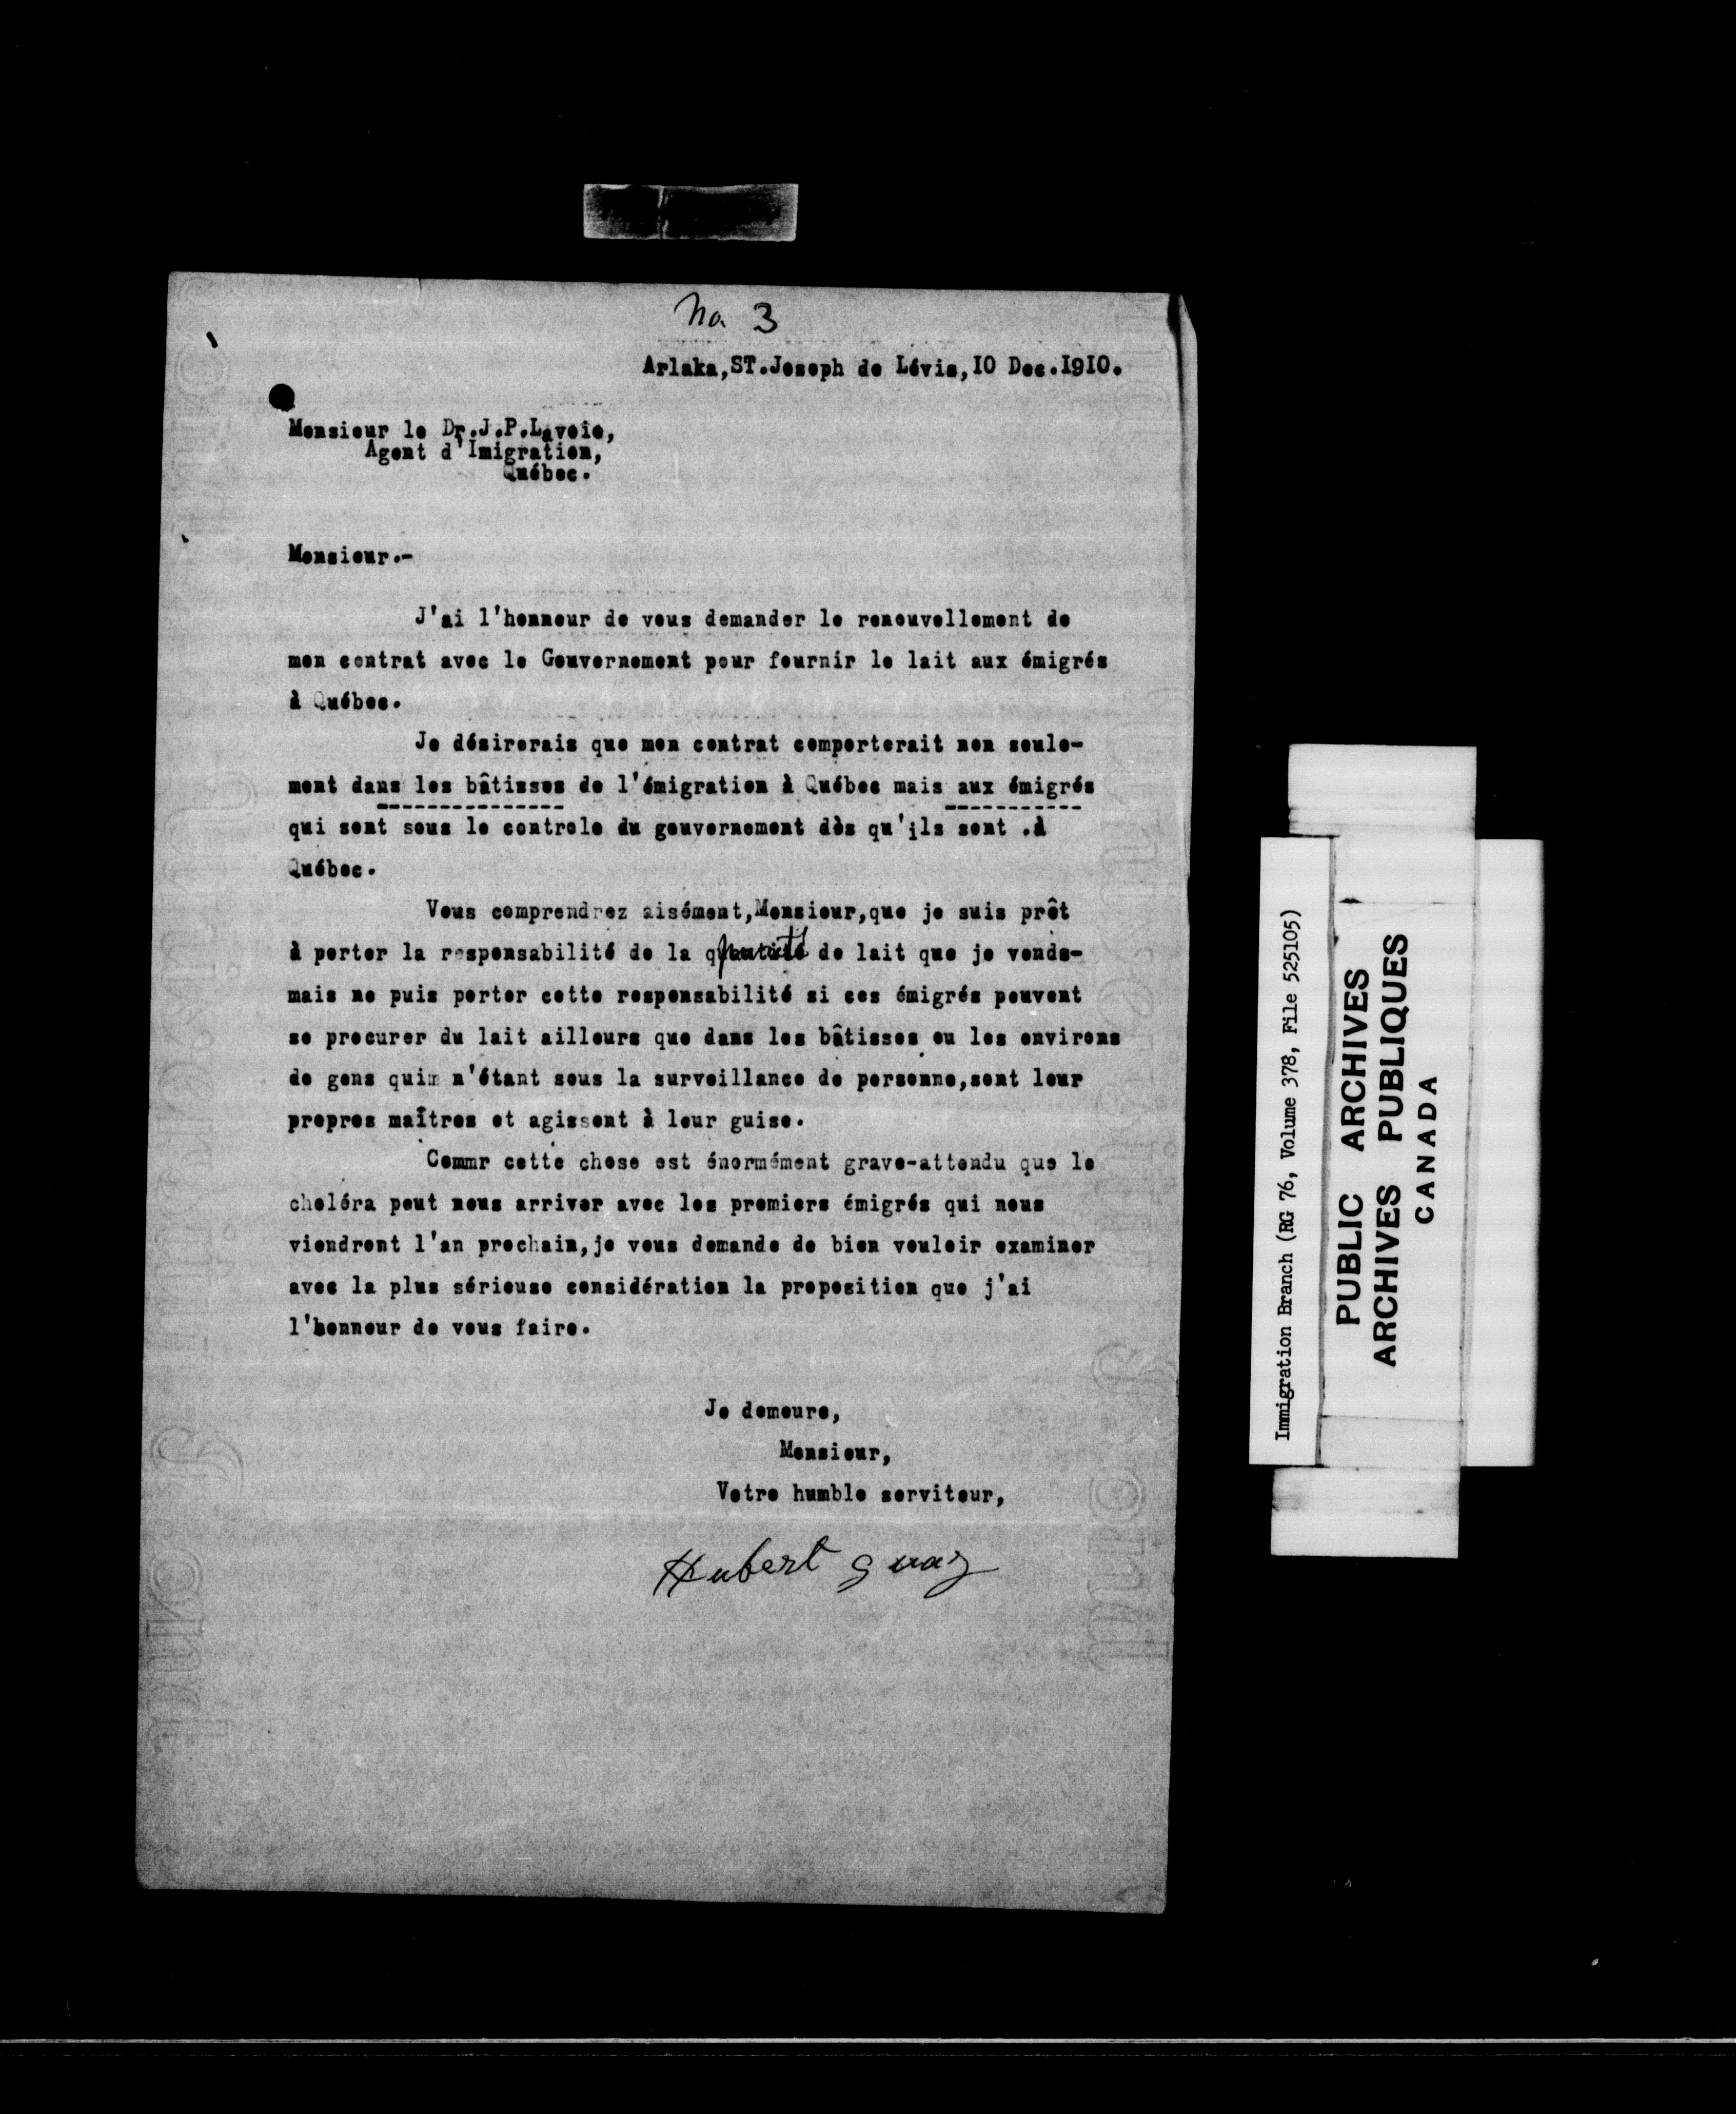 No. 3
Arlaka,ST.Joseph de Lévis,IO Dec.I9IO.
Monsieur le Dr.J.P.Lavoie,
Agent d'Imigration,
Québec.
Monsieur.-
J'ai l'honneur de vous demander le renouvellement de
mon contrat avec le Gouvernement pour fournir le lait aux émigrés
à Québec.
Je désirerais que mon contrat comporterait non seule-
ment dans les bâtisses de l'émigration à Québec mais aux émigrés
qui sont sous le controle du gouvernement dès qu'ils sont .à
Québec.
Vous comprendrez aisément,Monsieur,que je suis prêt
à porter la responsabilité de la de lait que je vends-
mais ne puis porter cette responsabilité si ces émigrés peuvent
se procurer du lait ailleurs que dans les bâtisses ou les environs
de gens quim n'étant sous la surveillance de personne,sont leur
propres maîtres et agissent à leur guise.
Commr cette chose est énormément grave-attendu que le
choléra peut nous arriver avec les premiers émigrés qui nous
viendront l'an prochain,je vous demande de bien vouloir examiner
avec la plus sérieuse considération la proposition que j'ai
l'honneur de vous faire.
Je demeure,
Monsieur,
Votre humble serviteur,
Hubert
Immigration Branch (RG 76, Volume 378, File 525105)
PUBLIC ARCHIVES
ARCHIVES PUBLIQUES
CANADA